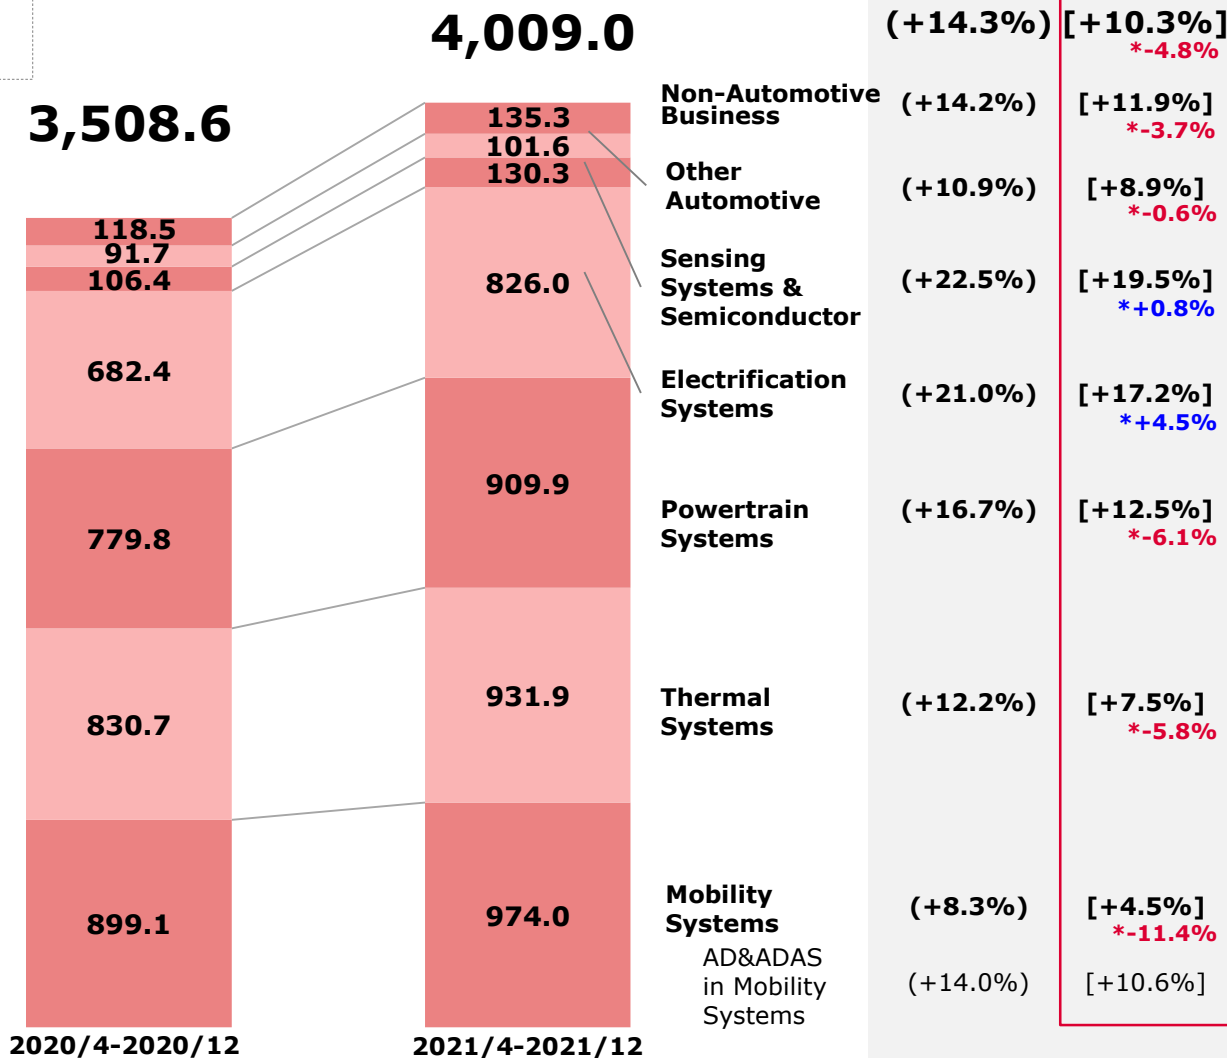 4,009.0
(+14.3%)
[+10.3%]
*-4.8%
3,508.6
Non-Automotive
Business
(+14.2%)
[+11.9%]
*-3.7%
Other
Automotive
(+10.9%)
[+8.9%]
*-0.6%
Sensing
Systems &
Semiconductor
(+22.5%)
[+19.5%]
*+0.8%
Electrification
Systems
(+21.0%)
[+17.2%]
*+4.5%
Powertrain
Systems
(+16.7%)
[+12.5%]
*-6.1%
Thermal
Systems
(+12.2%)
[+7.5%]
*-5.8%
Mobility
Systems
(+8.3%)
[+4.5%]
*-11.4%
AD&ADAS
in Mobility
Systems
(+14.0%)
[+10.6%]
118.5
91.7
106.4
682.4
779.8
830.7
899.1
2020/4-2020/12
135.3
101.6
130.3
826.0
909.9
931.9
974.0
2021/4-2021/12